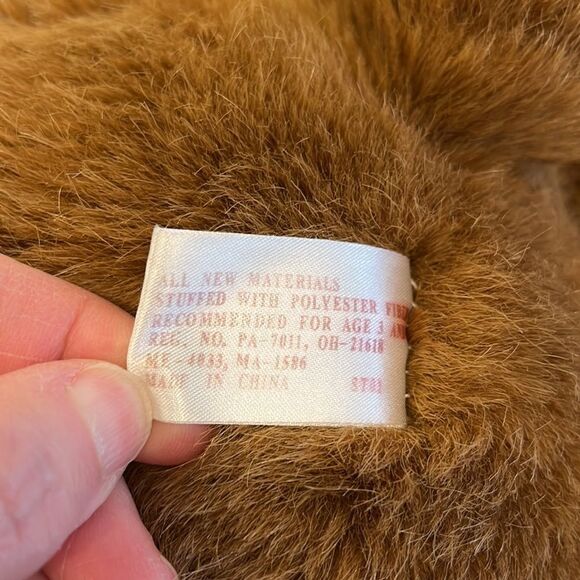 ALL NEW MATERIALS
STUFFED WITH POLYESTER
RECOMMENDED FOR AGE 3
REG. NO. PA-7011, OH-21618
ME-4033, MA-1586
MADE IN CHINA